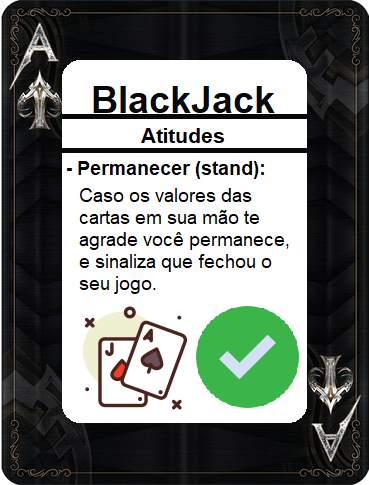 A
BlackJack
Atitudes
- Permanecer (stand):
Caso os valores das
cartas em sua mão te
agrade você permanece,
e sinaliza que fechou o
seu jogo.
J
A
A